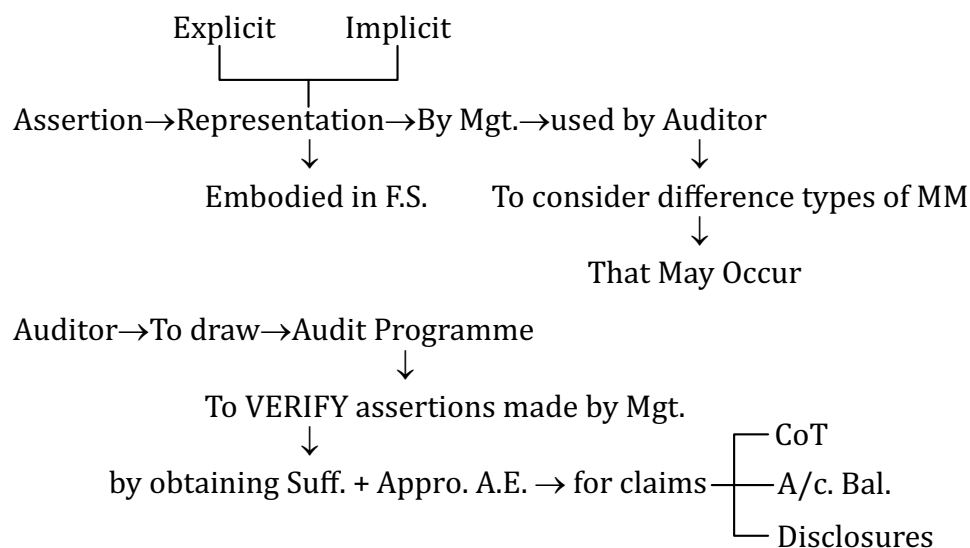 Explicit Implicit
Assertion→Representation→By Mgt.→used by Auditor
↓ ↓
Embodied in F.S. To consider difference types of MM
↓
That May Occur
Auditor→To draw→Audit Programme
↓
To VERIFY assertions made by Mgt.
↓
CoT
by obtaining Suff. + Appro. A.E. → for claims A/c. Bal.
Disclosures